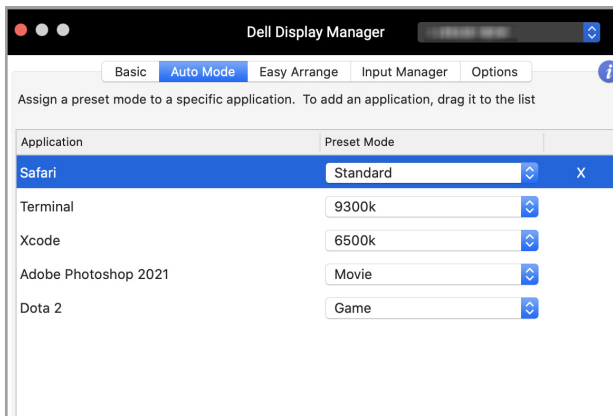 Dell Display Manager
Basic Auto Mode Easy Arrange Input Manager Options i
Assign a preset mode to a specific application. To add an application, drag it to the list
Application Preset Mode
Safari Standard X
Terminal 9300k
Xcode 6500k
Adobe Photoshop 2021 Movie
Dota 2 Game